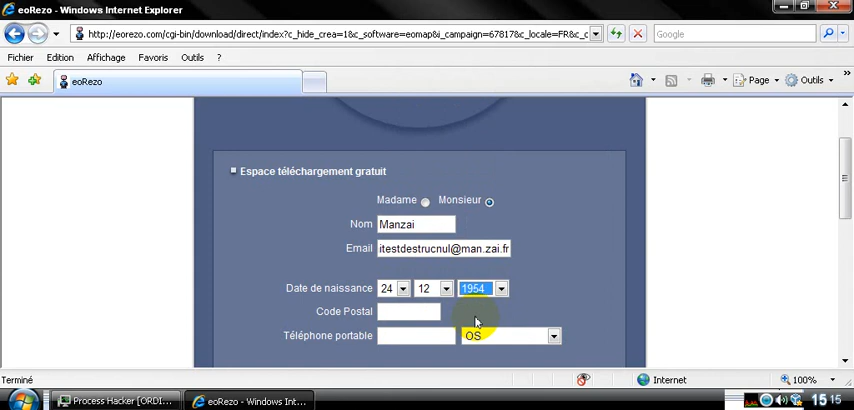 eoRezo - Windows Internet Explorer
http://eorezo.com/cgi-bin/download/direct/index?c_hide_crea=1&c_software=eomap&i_campaign=67817&c_locale=FR&c_c
Google
Fichier Edition Affichage Favoris Outils ?
eoRezo
Page Outils
Espace téléchargement gratuit
Madame Monsieur
Nom Manzai
Email itestdestrucnul@man.zai.fr
Date de naissance 24 12 1954
Code Postal
Téléphone portable OS
Terminé Internet 100%
Process Hacker [ORDI... eoRezo - Windows Int... 15 15